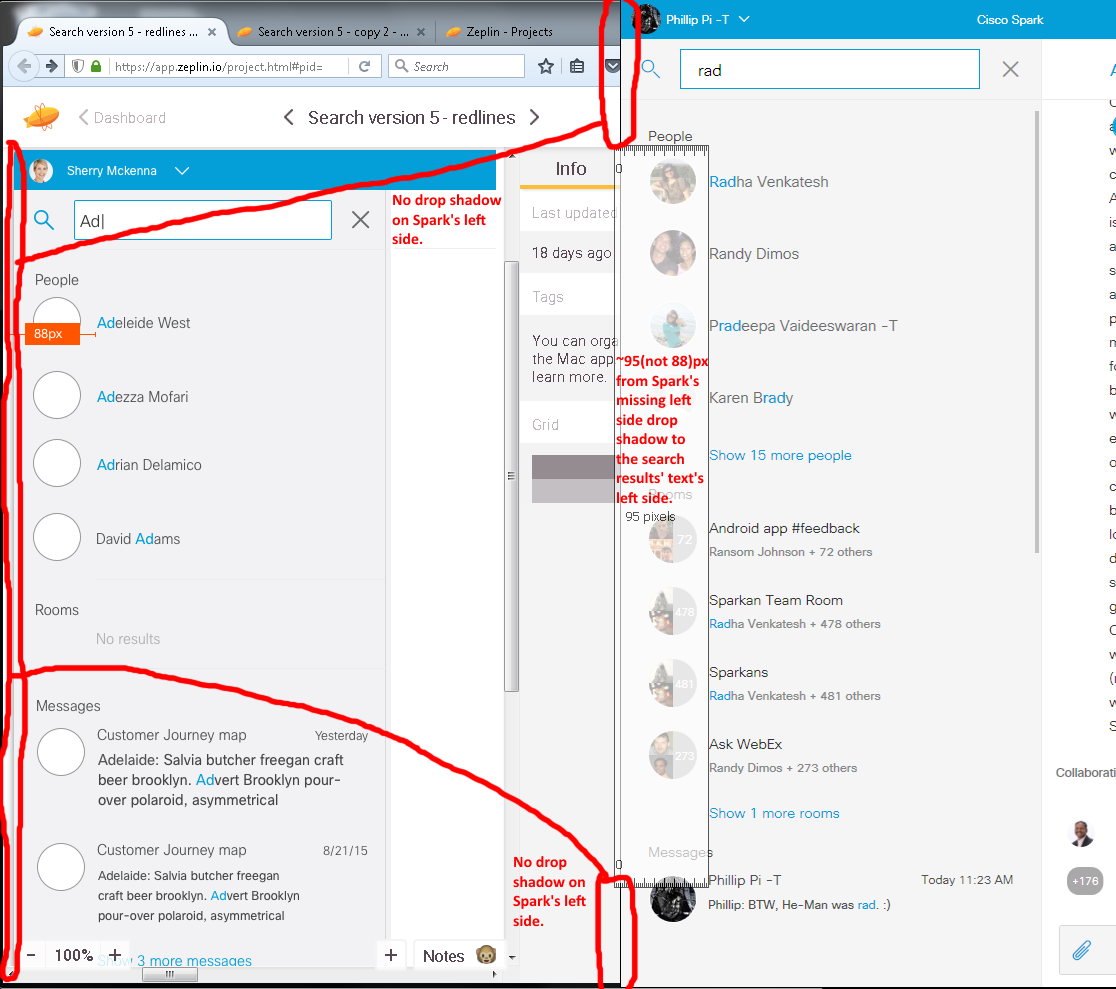 Search version 5 - redlines ...
Search version 5 - copy 2 - ...
Zeplin - Projects
https://app.zeplin.io/project.html#pid=
Search
Dashboard
Search version 5 - redlines
Sherry Mckenna
Ad
No drop shadow
on Spark's left
side.
People
88px
Adeleide West
Adezza Mofari
Adrian Delamico
David Adams
Rooms
No results
Messages
Customer Journey map
Yesterday
Adelaide: Salvia butcher freegan craft
beer brooklyn. Advert Brooklyn pour-
over polaroid, asymmetrical
Customer Journey map
8/21/15
Adelaide: Salvia butcher freegan
craft beer brooklyn. Advert Brooklyn
pour-over polaroid, asymmetrical
Show 3 more messages
- 100% +
+
Notes
Info
Last updated
18 days ago
Tags
You can orga
the Mac app
learn more.
Grid
No drop
shadow on
Spark's left
side.
Phillip Pi -T
Cisco Spark
rad
People
0
Radha Venkatesh
Randy Dimos
Pradeepa Vaideeswaran -T
~95(not 88)px
from Spark's
missing left
side drop
shadow to
the search
results' text's
left side.
95 pixels
Karen Brady
Show 15 more people
Rooms
72
Android app #feedback
Ransom Johnson + 72 others
478
Sparkan Team Room
Radha Venkatesh + 478 others
481
Sparkans
Radha Venkatesh + 481 others
273
Ask WebEx
Randy Dimos + 273 others
Show 1 more rooms
Messages
0
Phillip Pi -T
Today 11:23 AM
Phillip: BTW, He-Man was rad. :)
Collaborati
+176